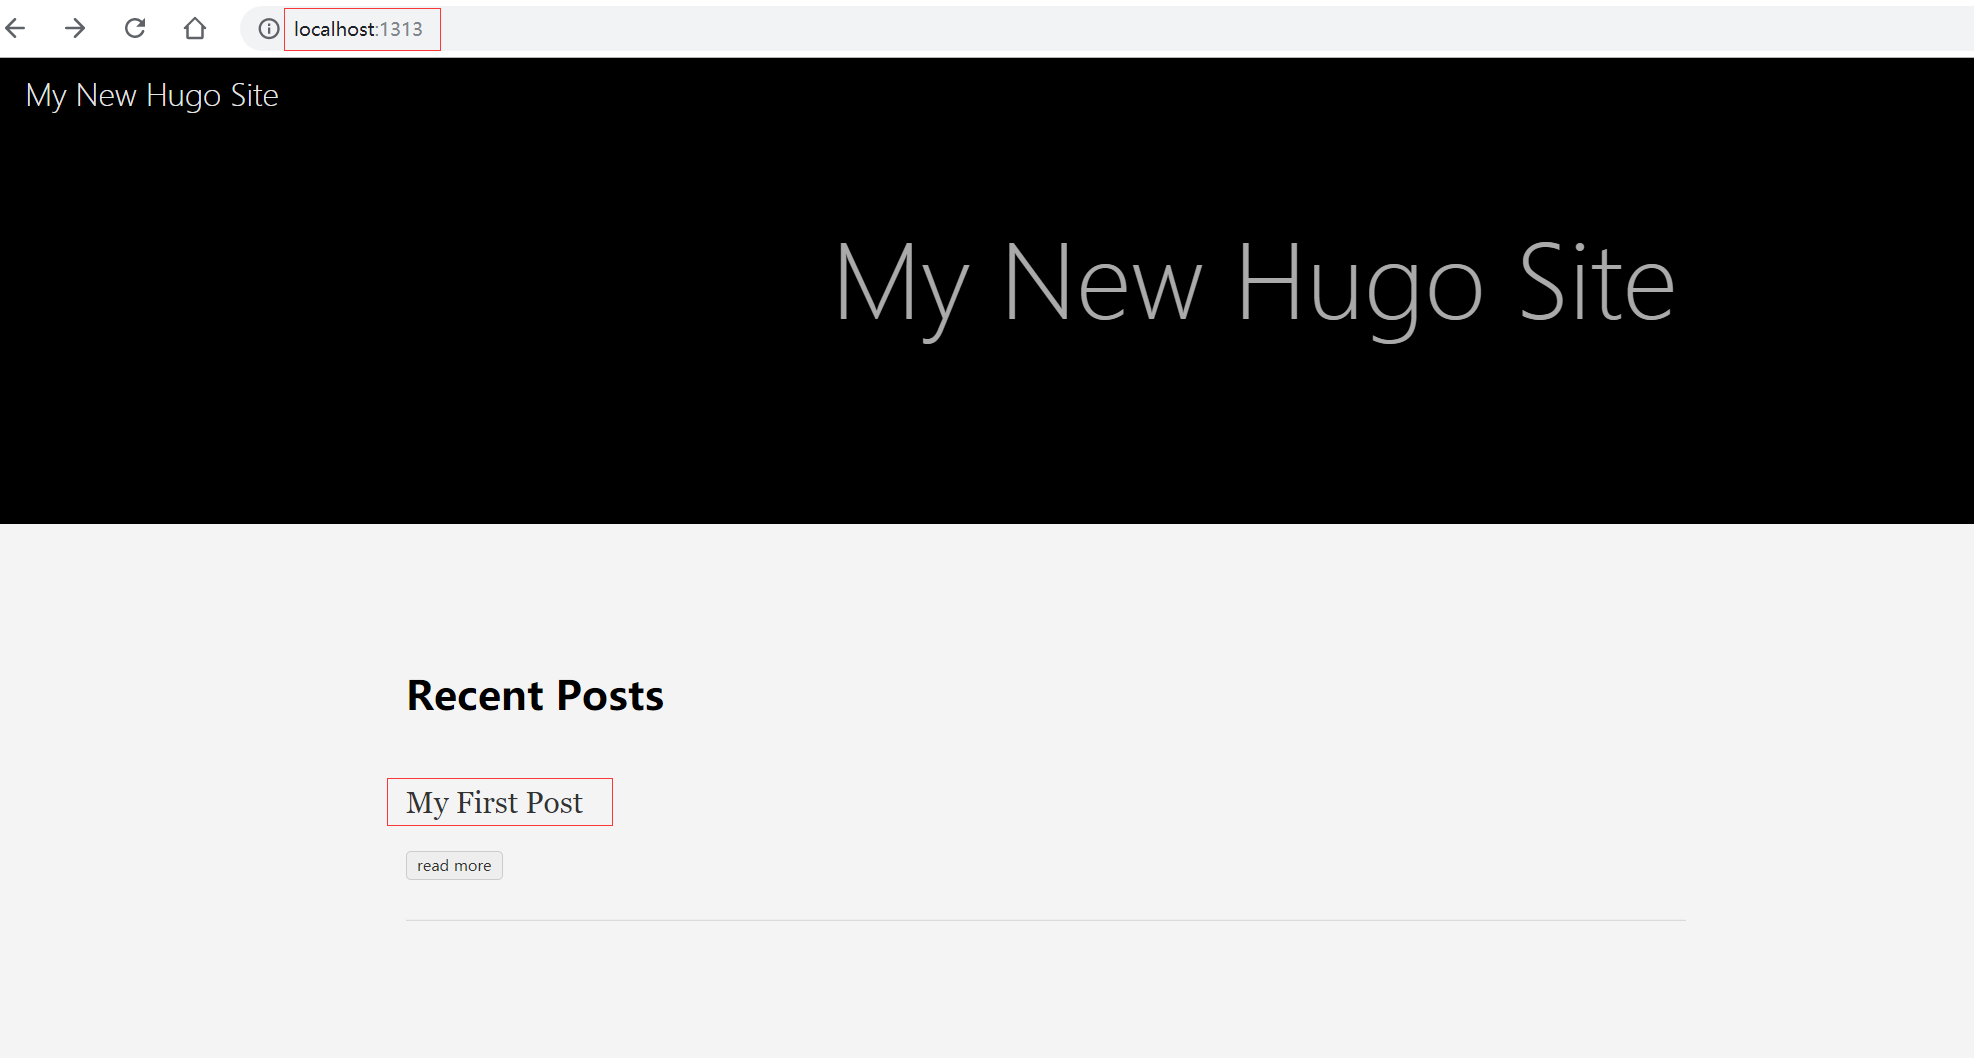 localhost:1313
My New Hugo Site
My New Hugo Site
Recent Posts
My First Post
read more